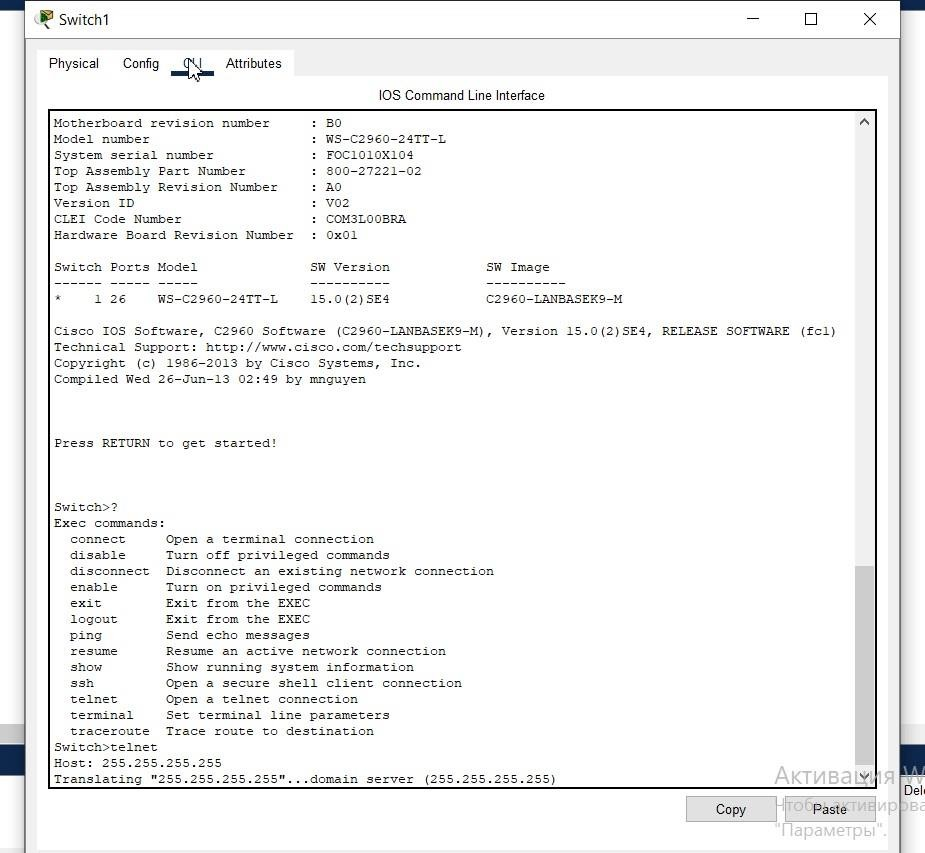 Switch1
Physical Config CLI Attributes
IOS Command Line Interface
Motherboard revision number : B0
Model number : WS-C2960-24TT-L
System serial number : FOC1010X104
Top Assembly Part Number : 800-27221-02
Top Assembly Revision Number : A0
Version ID : V02
CLEI Code Number : COM3L00BRA
Hardware Board Revision Number : 0x01
Switch Ports Model SW Version SW Image
------ ----- ----- ---------- ----------
* 1 26 WS-C2960-24TT-L 15.0(2)SE4 C2960-LANBASEK9-M
Cisco IOS Software, C2960 Software (C2960-LANBASEK9-M), Version 15.0(2)SE4, RELEASE SOFTWARE (fc1)
Technical Support: http://www.cisco.com/techsupport
Copyright (c) 1986-2013 by Cisco Systems, Inc.
Compiled Wed 26-Jun-13 02:49 by mnguyen
Press RETURN to get started!
Switch>?
Exec commands:
connect Open a terminal connection
disable Turn off privileged commands
disconnect Disconnect an existing network connection
enable Turn on privileged commands
exit Exit from the EXEC
logout Exit from the EXEC
ping Send echo messages
resume Resume an active network connection
show Show running system information
ssh Open a secure shell client connection
telnet Open a telnet connection
terminal Set terminal line parameters
traceroute Trace route to destination
Switch>telnet
Host: 255.255.255.255
Translating "255.255.255.255"...domain server (255.255.255.255)
Активация W
Dele
Copy Paste
Чтобы активирова
"Параметры".